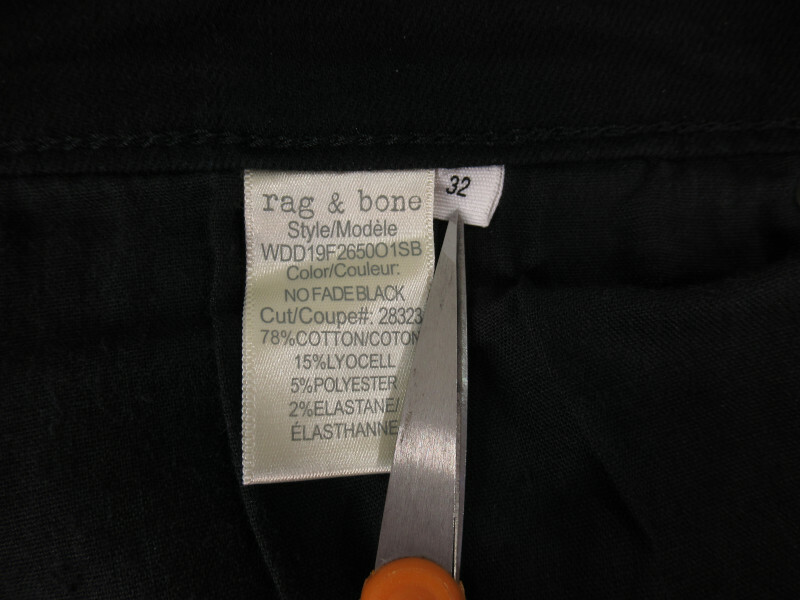 rag & bone
32
Style/Modèle
WDD19F2650O1SB
Color/Couleur:
NO FADE BLACK
Cut/Coupe#: 28323
78%COTTON/COTON
15%LYOCELL
5%POLYESTER
2%ELASTANE/
ÉLASTHANNE